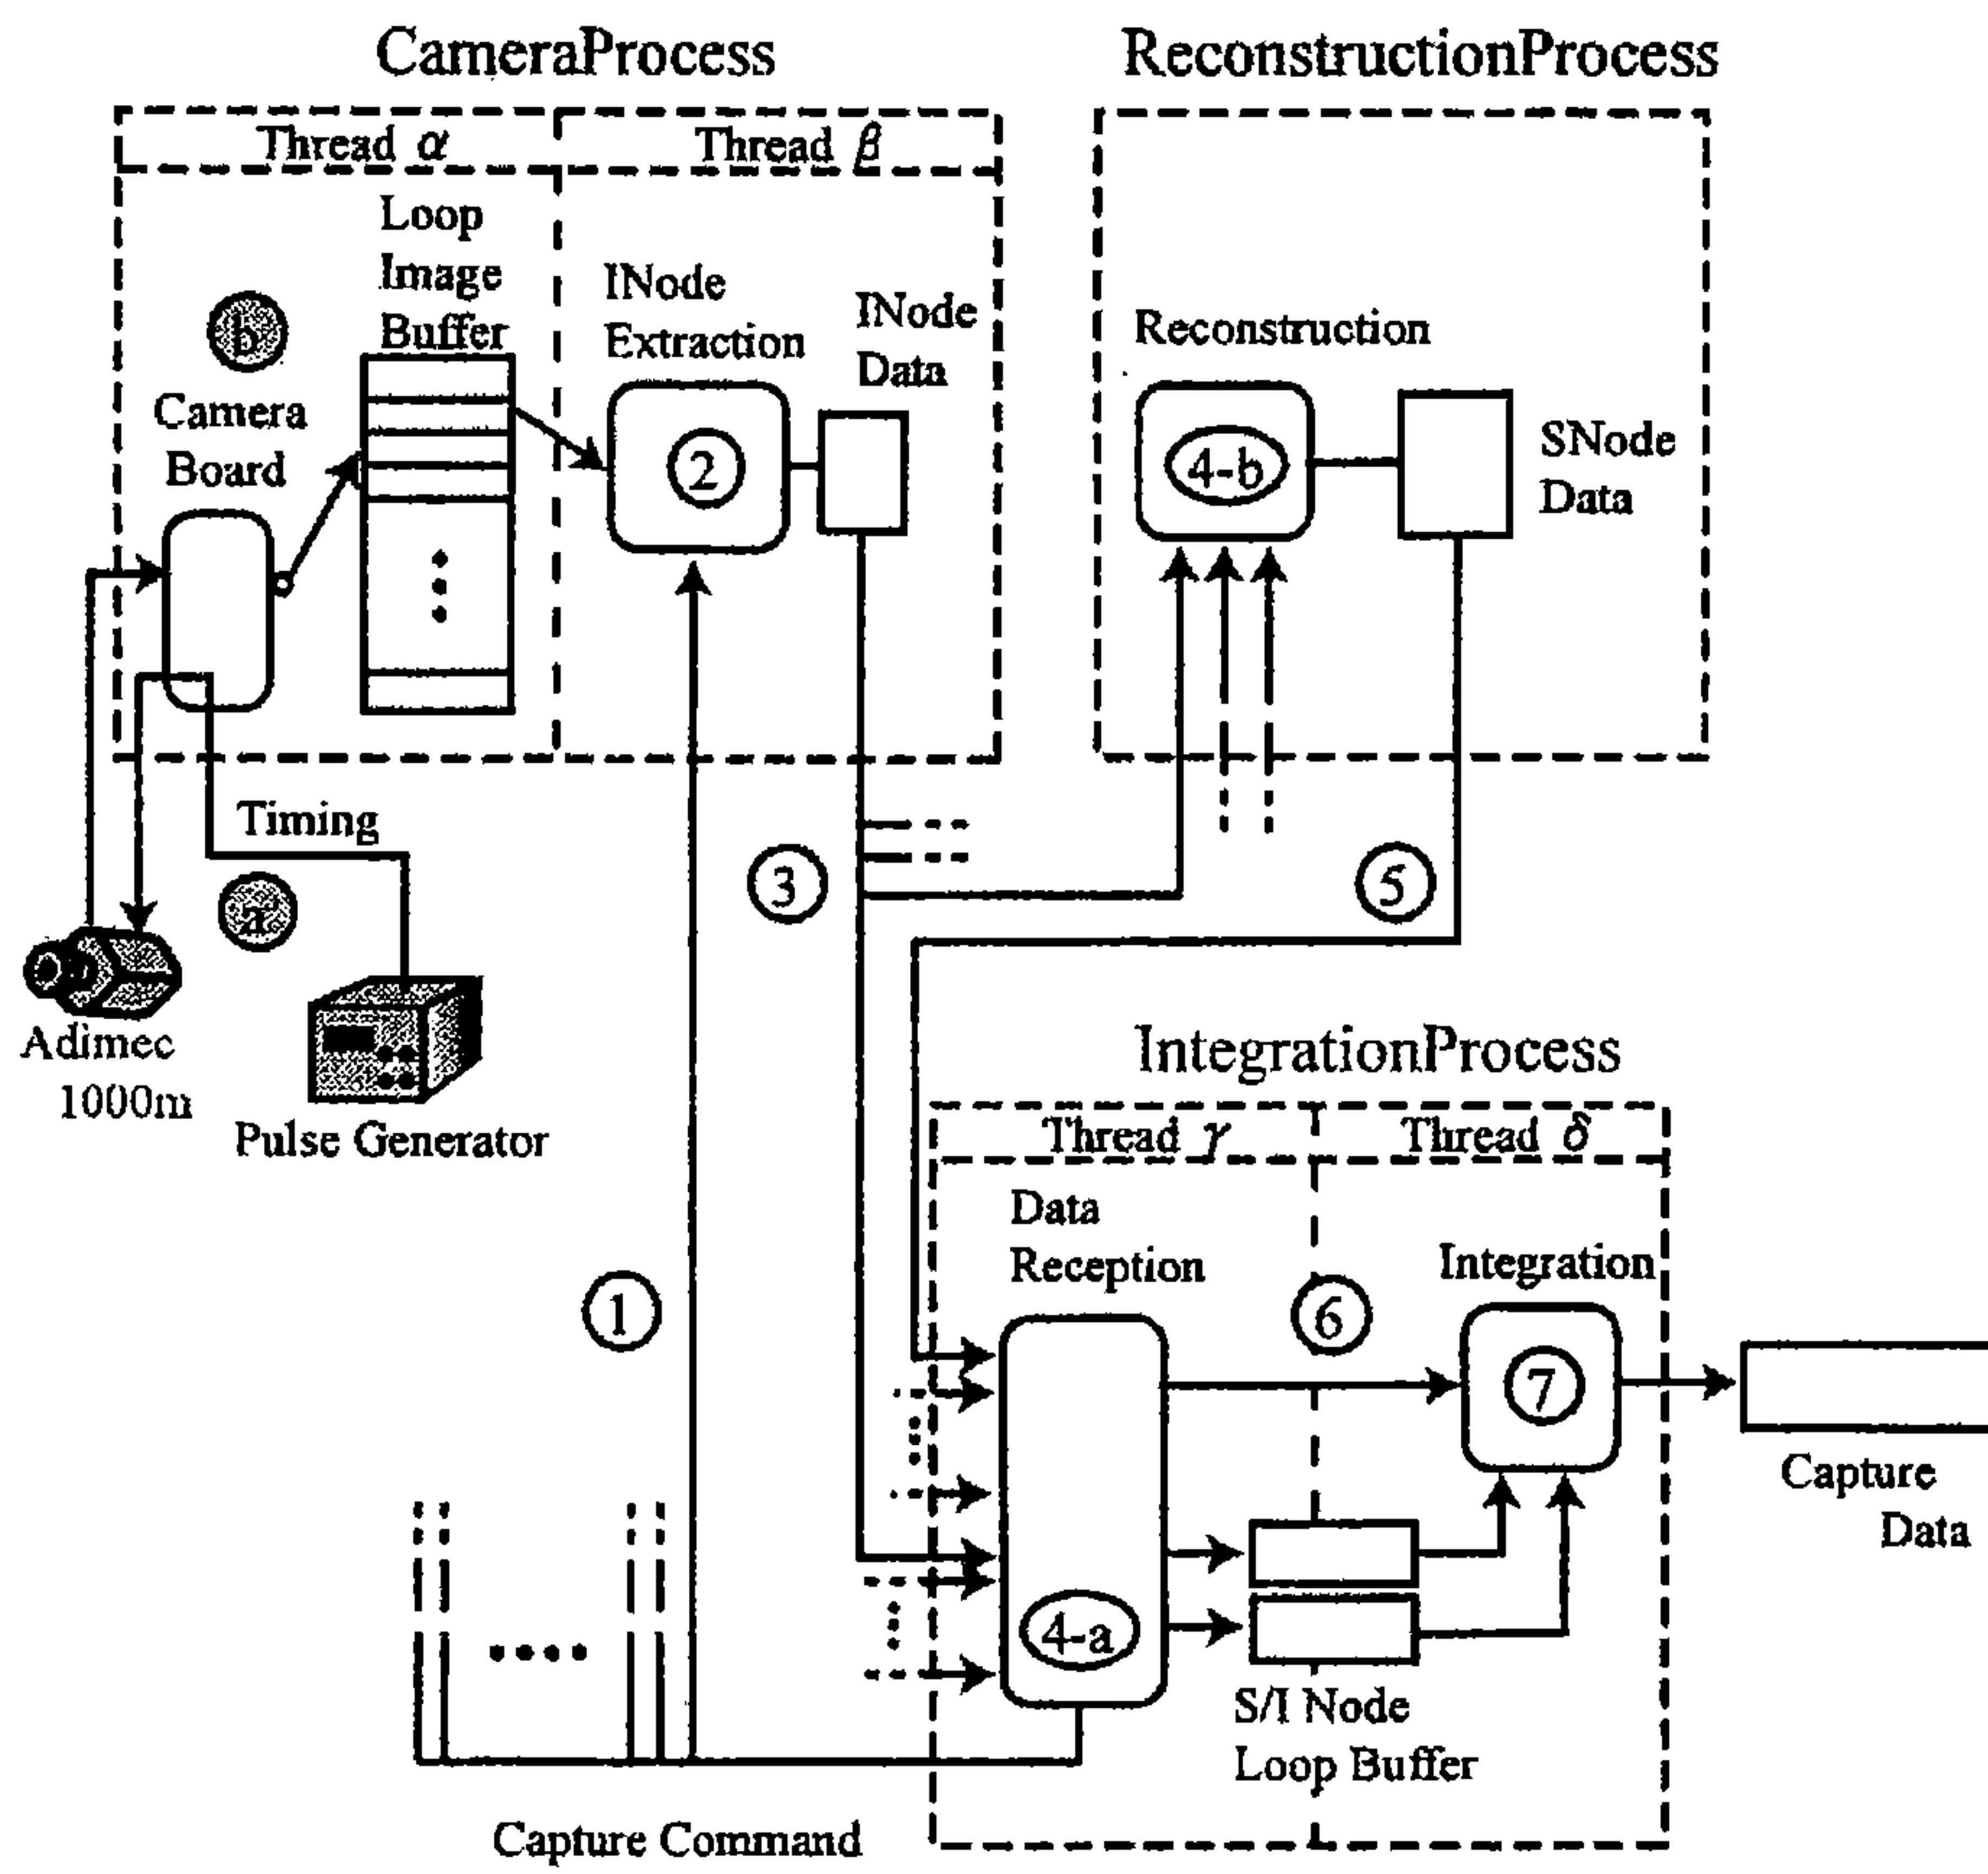 CameraProcess
ReconstructionProcess
Thread α
Thread β
Loop
Image
Buffer
INode
Extraction
INode
Data
b
Camera
Board
2
Reconstruction
4-b
SNode
Data
Timing
a
3
5
Adimec
1000m
Pulse Generator
IntegrationProcess
Thread γ
Thread δ
Data
Reception
Integration
1
6
7
Capture
Data
4-a
S/I Node
Loop Buffer
Capture Command